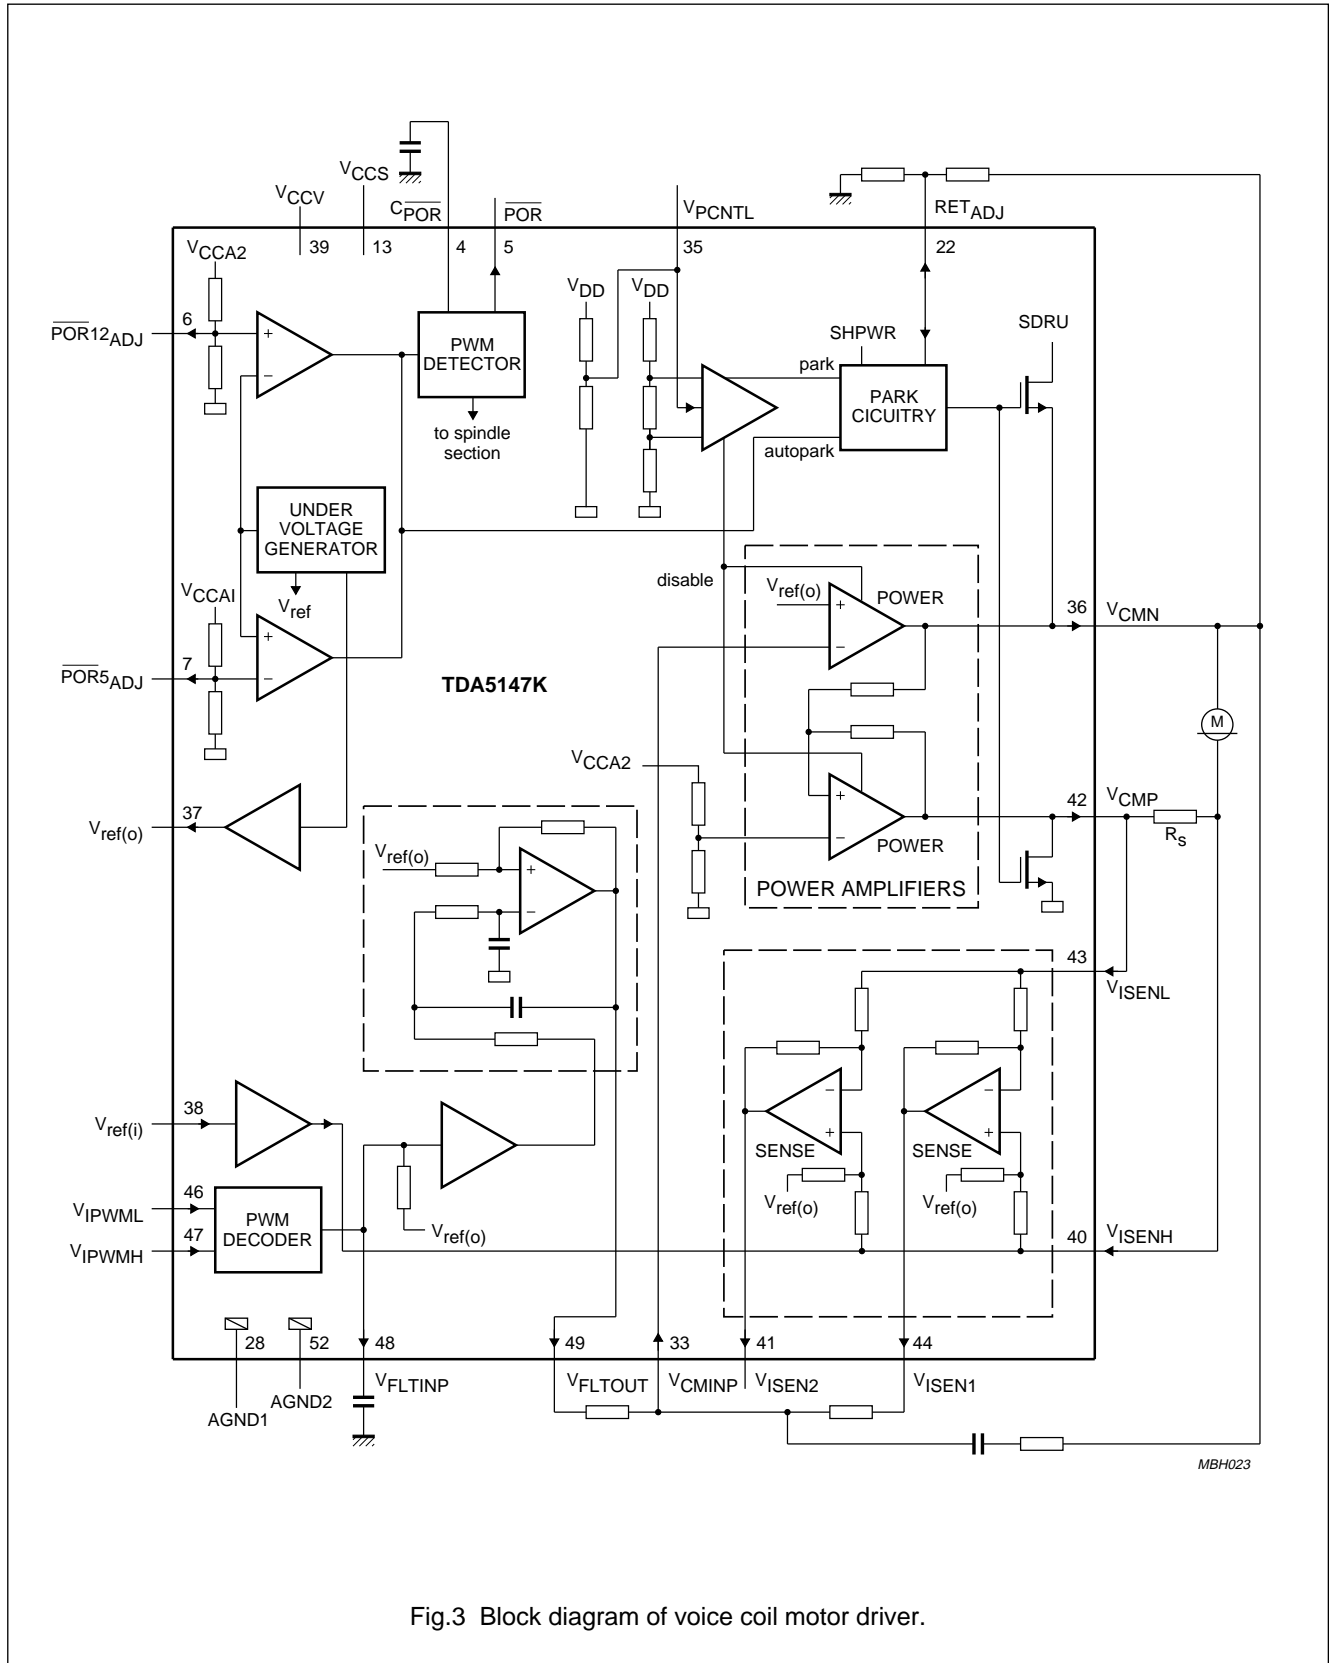 VCCS
VCCV
CPOR
POR
VPCNTL
RETADJ
39
13
4
5
35
22
VCCA2
VDD
VDD
SDRU
SHPWR
6
POR12ADJ
+
−
PWM
DETECTOR
park
PARK
CICUITRY
to spindle
section
autopark
UNDER
VOLTAGE
GENERATOR
Vref
disable
Vref(o)
+
−
POWER
36
VCMN
VCCAI
+
−
7
POR5ADJ
TDA5147K
M
VCCA2
37
Vref(o)
+
−
POWER
42
VCMP
RS
POWER AMPLIFIERS
Vref(o)
+
−
43
VISENL
−
+
SENSE
Vref(o)
−
+
SENSE
Vref(o)
38
Vref(i)
46
VIPWML
47
VIPWMH
PWM
DECODER
Vref(o)
40
VISENH
28
52
48
49
33
41
44
AGND1
AGND2
VFLTINP
VFLTOUT
VCMINP
VISEN2
VISEN1
MBH023
Fig.3 Block diagram of voice coil motor driver.